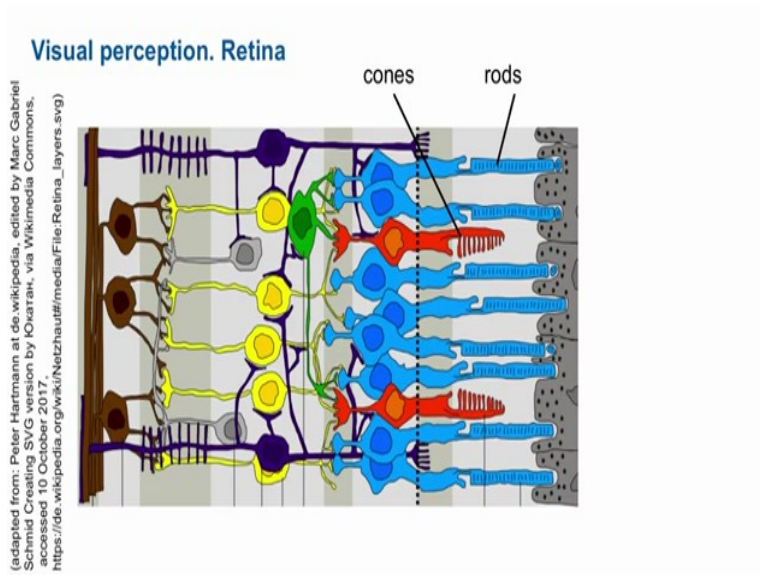 Visual perception. Retina
cones
rods
(adapted from: Peter Hartmann at de.wikipedia, edited by Marc Gabriel
Schmid Creating SVG version by Юкатан, via Wikimedia Commons,
accessed 10 October 2017,
https://de.wikipedia.org/wiki/Netzhaut#/media/File:Retina_layers.svg)